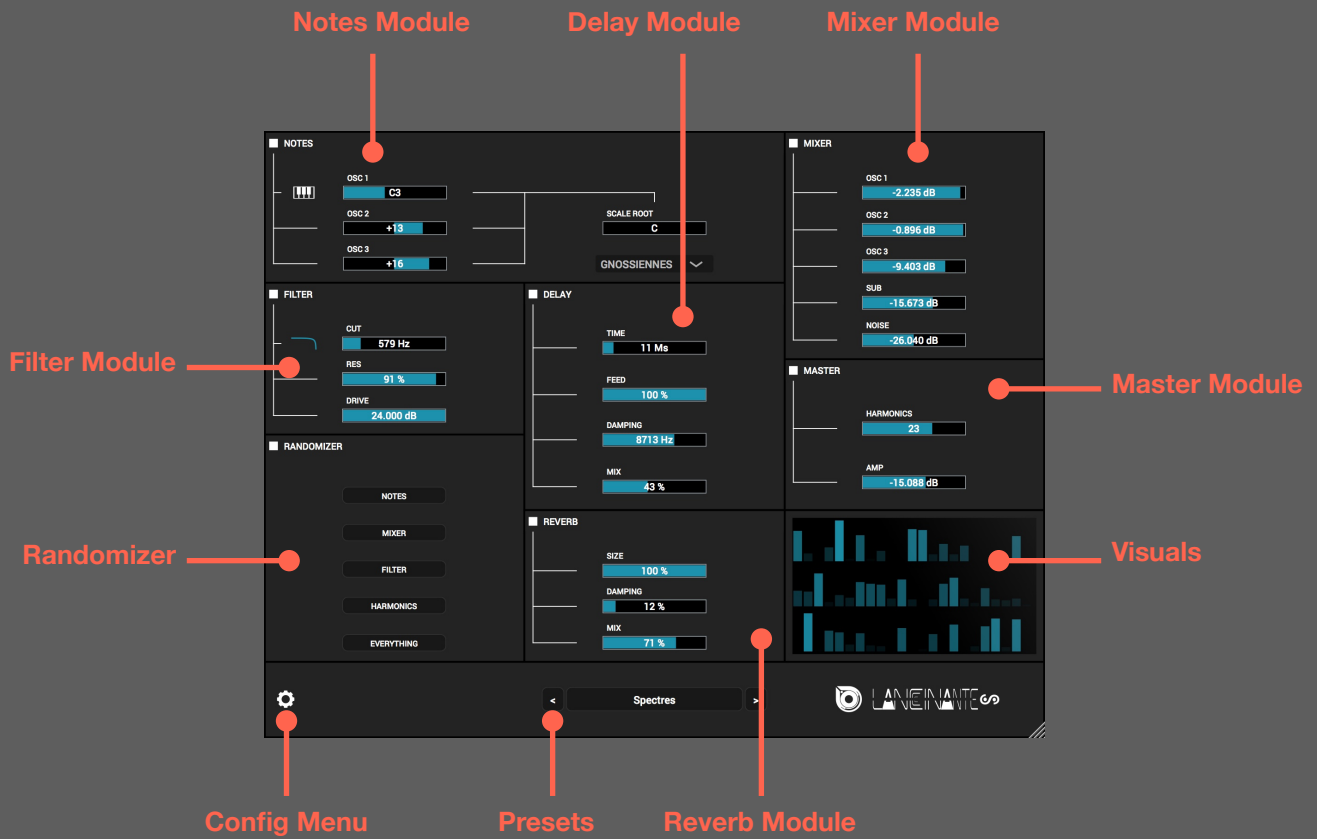 Notes Module
Delay Module
Mixer Module
NOTES
OSC 1
C3
OSC 2
+13
OSC 3
+16
SCALE ROOT
C
GNOSSIENNES
MIXER
OSC 1
-2.235 dB
OSC 2
-0.896 dB
OSC 3
-9.403 dB
SUB
-15.673 dB
NOISE
-26.040 dB
Filter Module
FILTER
CUT
579 Hz
RES
91 %
DRIVE
24.000 dB
DELAY
TIME
11 Ms
FEED
100 %
DAMPING
8713 Hz
MIX
43 %
MASTER
HARMONICS
23
AMP
-15.088 dB
Master Module
Randomizer
RANDOMIZER
NOTES
MIXER
FILTER
HARMONICS
EVERYTHING
REVERB
SIZE
100 %
DAMPING
12 %
MIX
71 %
Visuals
<
Spectres
>
LANCINANTE
Config Menu
Presets
Reverb Module